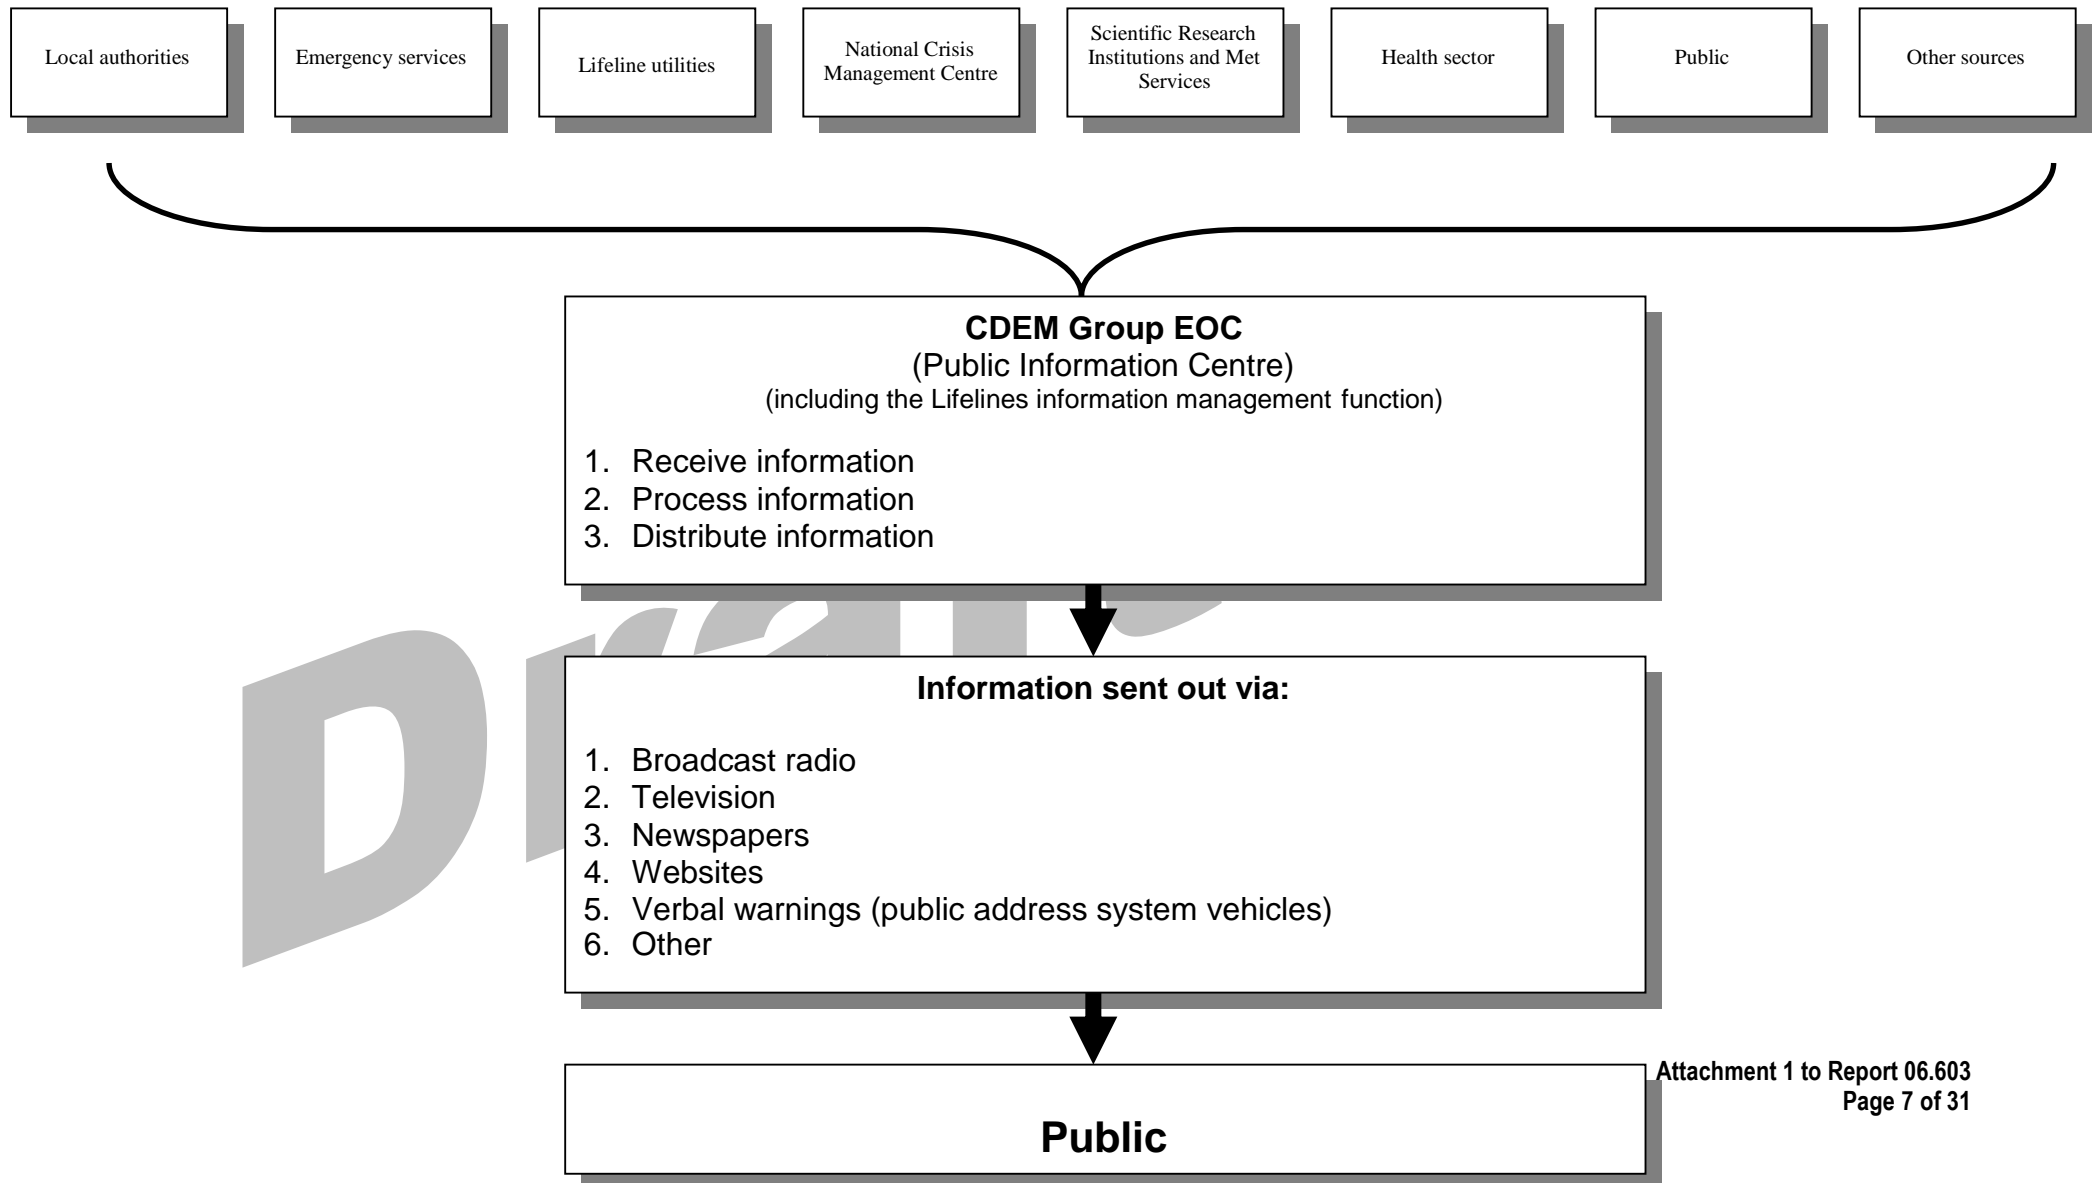 Local authorities
Emergency services
Lifeline utilities
National Crisis
Management Centre
Scientific Research
Institutions and Met
Services
Health sector
Public
Other sources
CDEM Group EOC
(Public Information Centre)
(including the Lifelines information management function)
1. Receive information
2. Process information
3. Distribute information
Draft
Information sent out via:
1. Broadcast radio
2. Television
3. Newspapers
4. Websites
5. Verbal warnings (public address system vehicles)
6. Other
Attachment 1 to Report 06.603
Page 7 of 31
Public